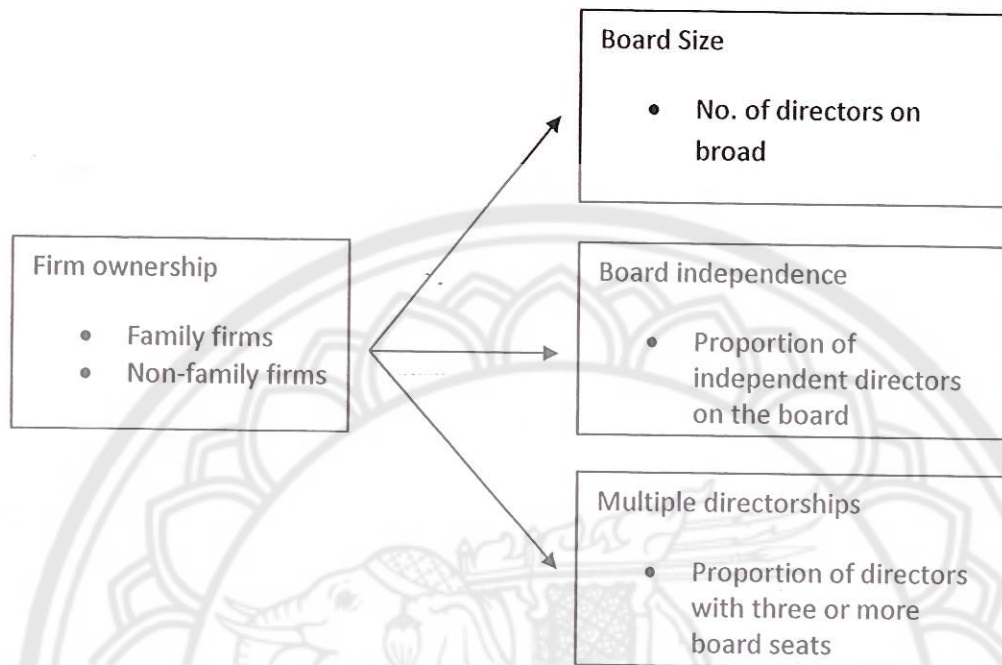 Board Size
• No. of directors on
broad
Firm ownership
• Family firms
• Non-family firms
Board independence
• Proportion of
independent directors
on the board
Multiple directorships
• Proportion of directors
with three or more
board seats